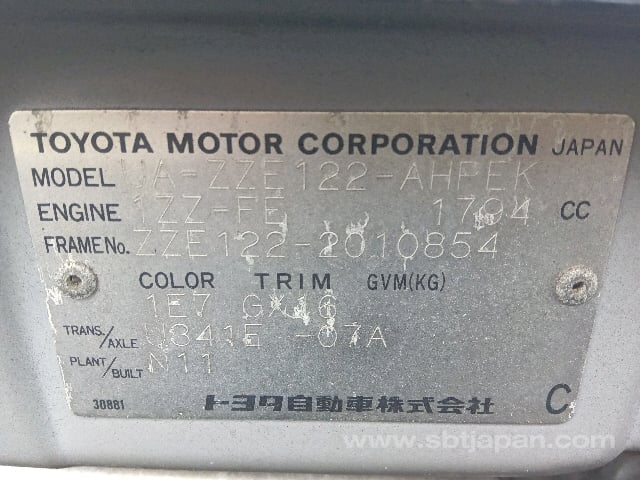 TOYOTA MOTOR CORPORATION JAPAN
MODEL UA-ZZE122-AHPEK
ENGINE 1ZZ-FE 1794 CC
FRAME No. ZZE122-2010854
COLOR TRIM GVM(KG)
1E7 GX16
TRANS./AXLE U341E -07A
PLANT/BUILT N11
30881 トヨタ自動車株式会社 C
www.sbtjapan.com